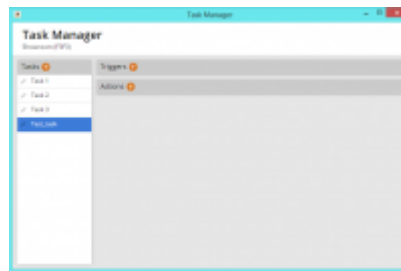 Task Manager
Task Manager
Tasks
Triggers
Task 1
Actions
Task 2
Task 3
Test_task